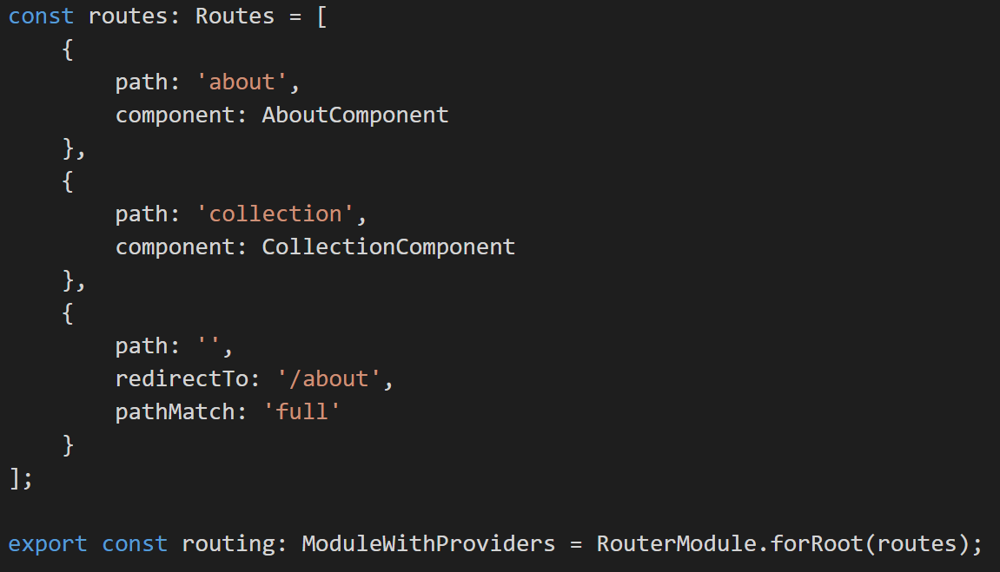 const routes: Routes = [
    {
        path: 'about',
        component: AboutComponent
    },
    {
        path: 'collection',
        component: CollectionComponent
    },
    {
        path: '',
        redirectTo: '/about',
        pathMatch: 'full'
    }
];

export const routing: ModuleWithProviders = RouterModule.forRoot(routes);